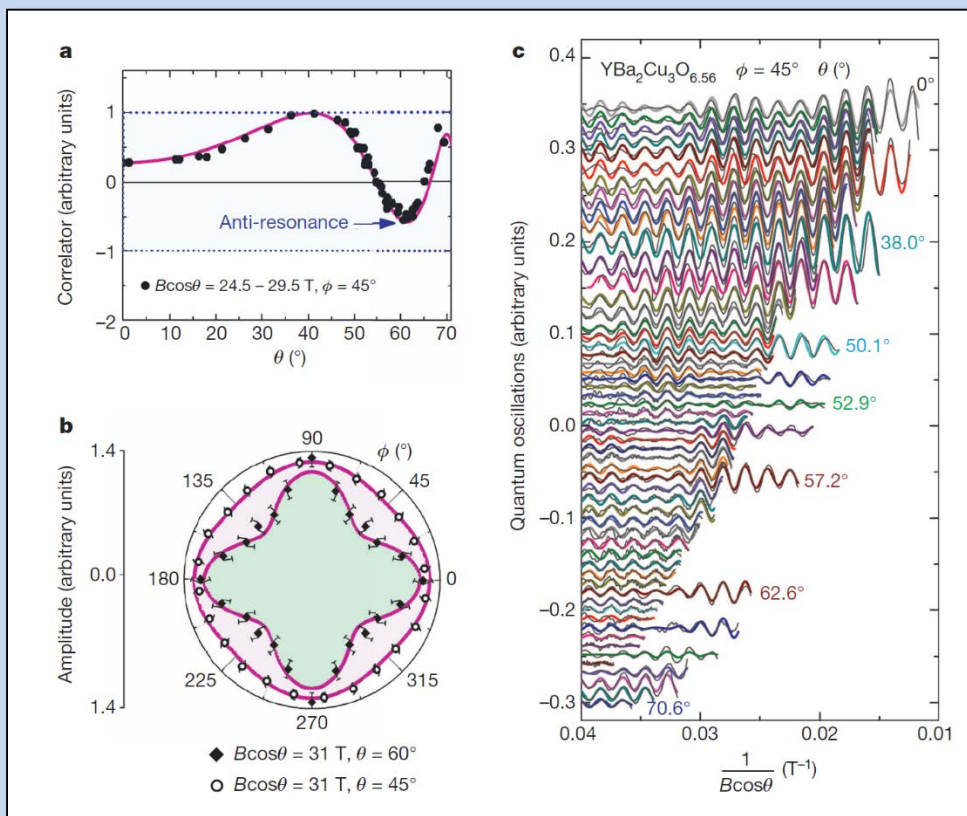 a
Correlator (arbitrary units)
1
0
−1
−2
Anti-resonance
Bcosθ = 24.5 – 29.5 T, ϕ = 45°
0 10 20 30 40 50 60 70
θ (°)
b
Amplitude (arbitrary units)
1.4
0.0
1.4
90
ϕ (°)
135
45
180
0
225
315
270
Bcosθ = 31 T, θ = 60°
Bcosθ = 31 T, θ = 45°
c
Quantum oscillations (arbitrary units)
0.4
0.3
0.2
0.1
0.0
−0.1
−0.2
−0.3
YBa₂Cu₃O₆.₅₆ ϕ = 45° θ (°)
0°
38.0°
50.1°
52.9°
57.2°
62.6°
70.6°
0.04 0.03 0.02 0.01
1
Bcosθ
(T⁻¹)